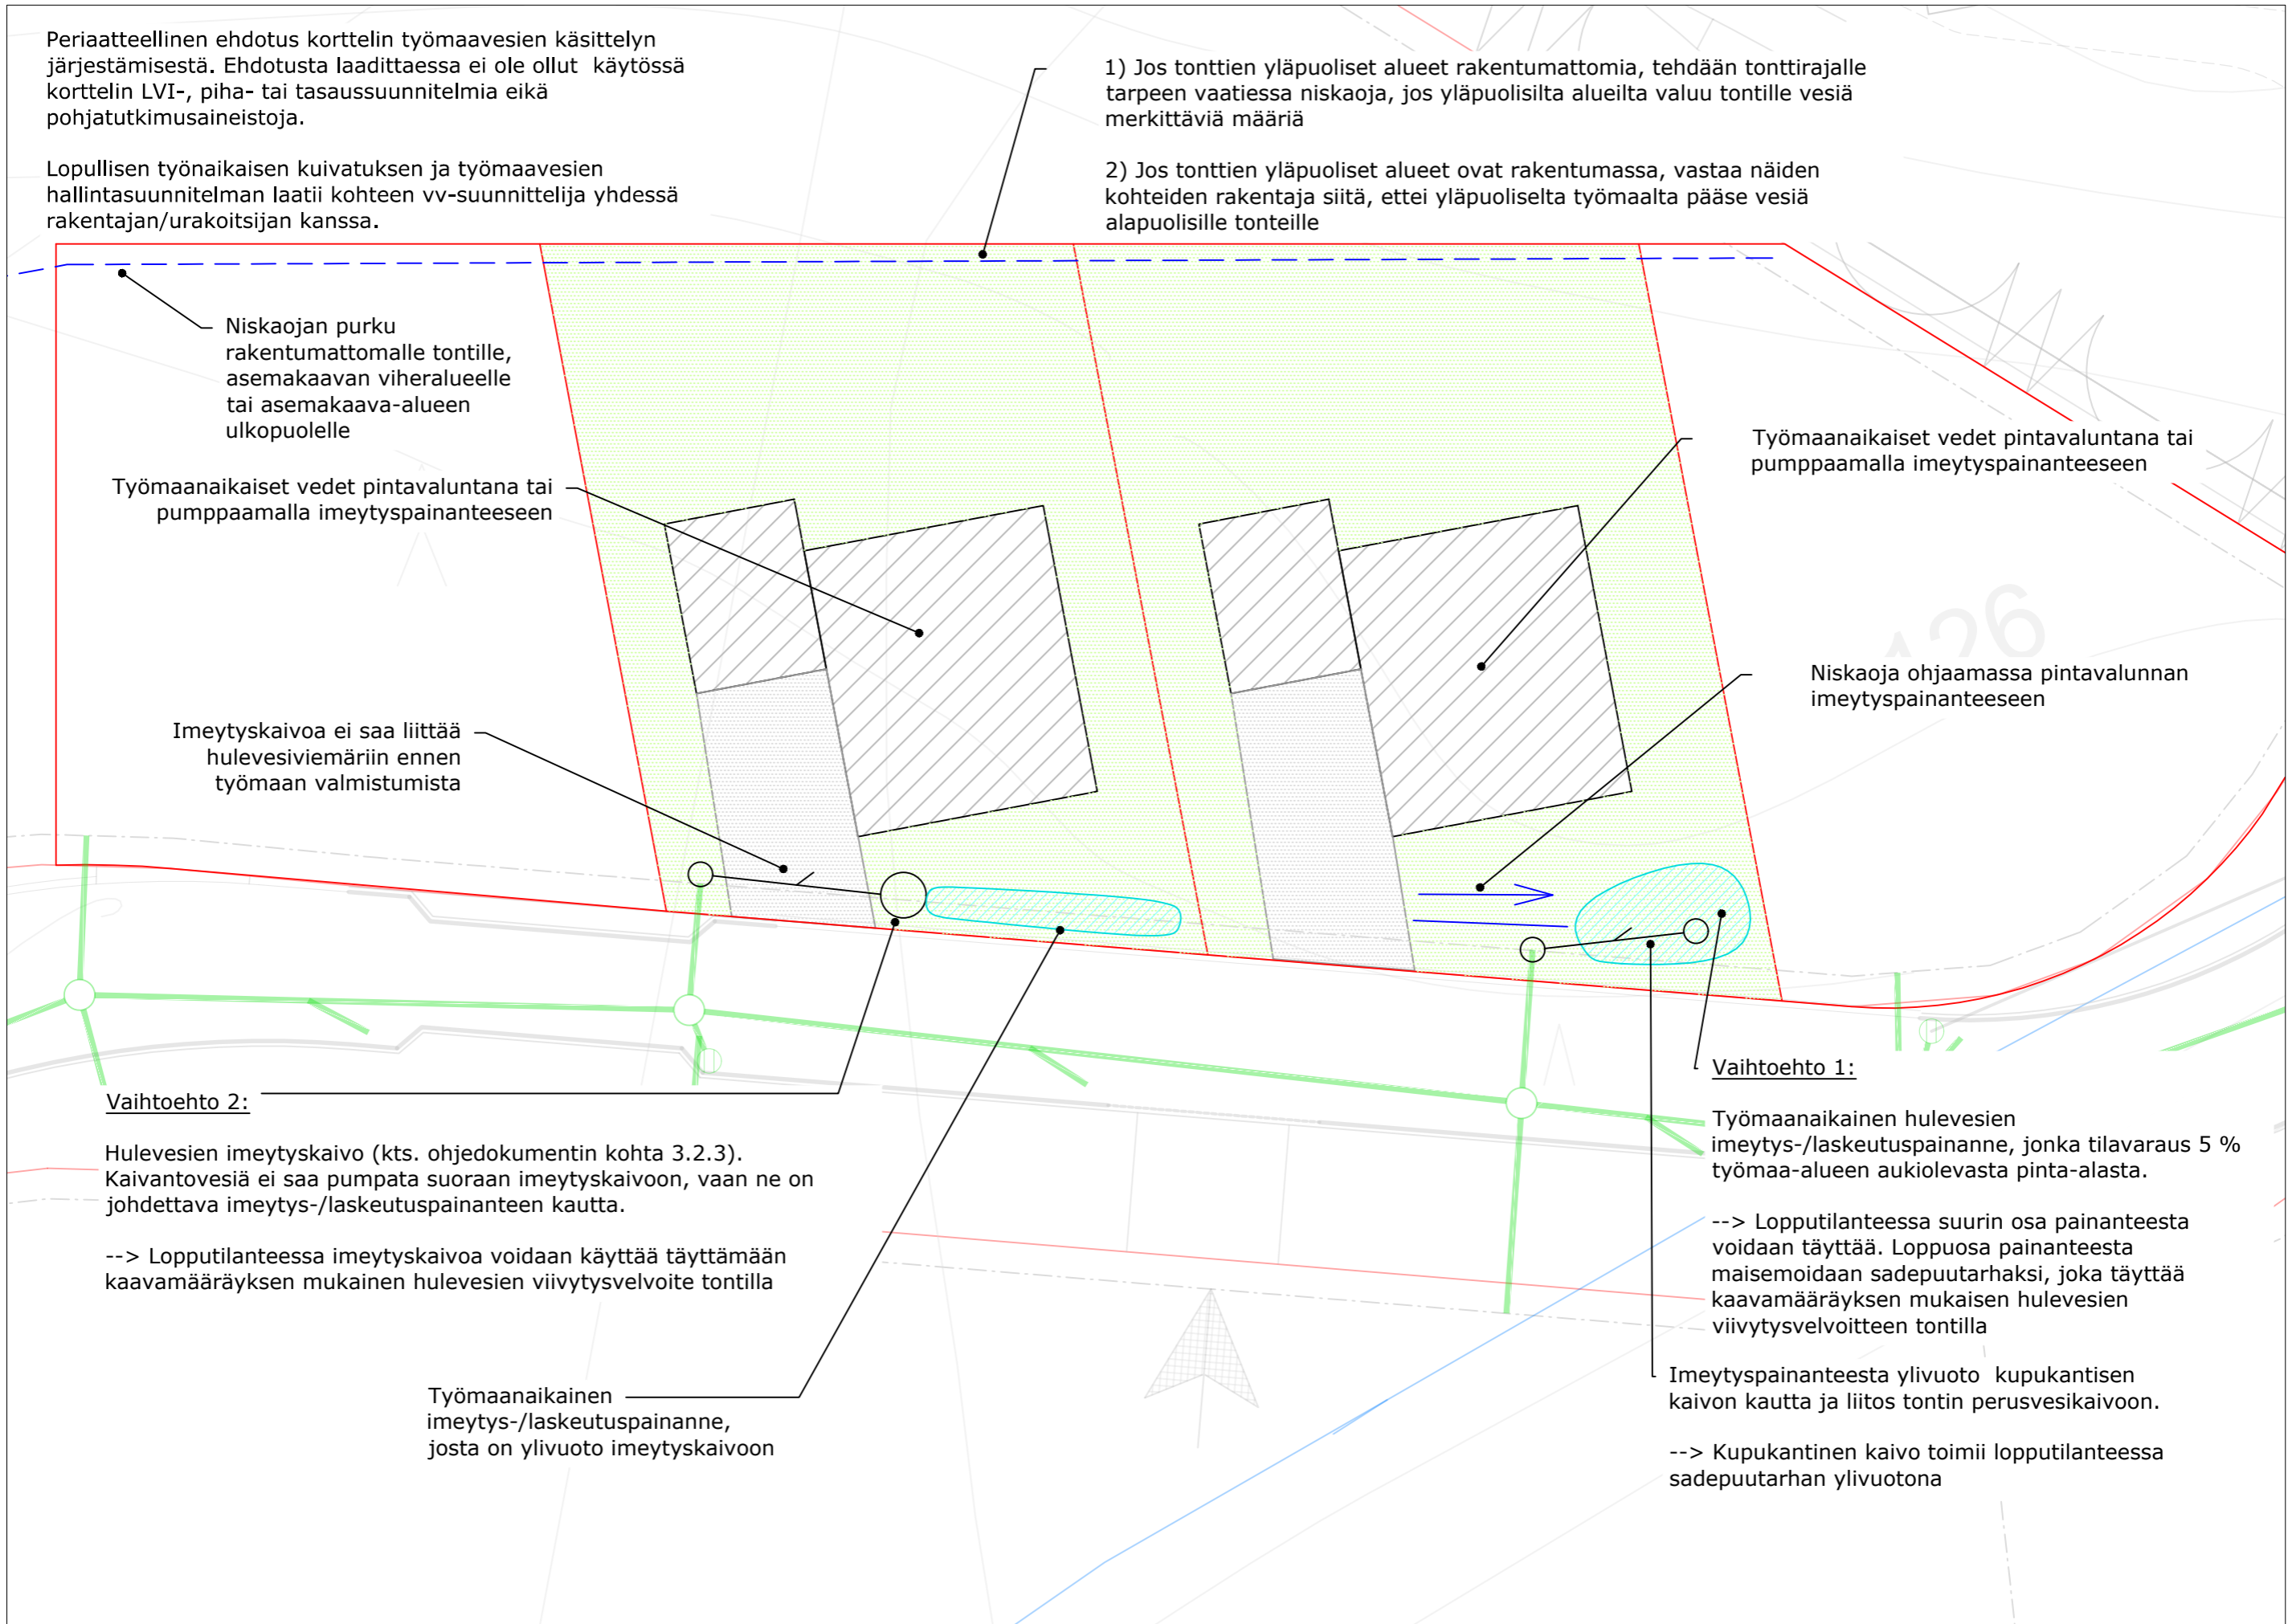 Periaatteellinen ehdotus korttelin työmaavesien käsittelyn
järjestämisestä. Ehdotusta laadittaessa ei ole ollut käytössä
korttelin LVI-, piha- tai tasaussuunnitelmia eikä
pohjatutkimusaineistoja.
Lopullisen työnaikaisen kuivatuksen ja työmaavesien
hallintasuunnitelman laatii kohteen vv-suunnittelija yhdessä
rakentajan/urakoitsijan kanssa.
1) Jos tonttien yläpuoliset alueet rakentumattomia, tehdään tonttirajalle
tarpeen vaatiessa niskaoja, jos yläpuolisilta alueilta valuu tontille vesiä
merkittäviä määriä
2) Jos tonttien yläpuoliset alueet ovat rakentumassa, vastaa näiden
kohteiden rakentaja siitä, ettei yläpuoliselta työmaalta pääse vesiä
alapuolisille tonteille
Niskaojan purku
rakentumattomalle tontille,
asemakaavan viheralueelle
tai asemakaava-alueen
ulkopuolelle
Työmaanaikaiset vedet pintavaluntana tai
pumppaamalla imeytyspainanteeseen
Työmaanaikaiset vedet pintavaluntana tai
pumppaamalla imeytyspainanteeseen
126
Niskaoja ohjaamassa pintavalunnan
imeytyspainanteeseen
Imeytyskaivoa ei saa liittää
hulevesiviemäriin ennen
työmaan valmistumista
Vaihtoehto 2:
Hulevesien imeytyskaivo (kts. ohjedokumentin kohta 3.2.3).
Kaivantovesiä ei saa pumpata suoraan imeytyskaivoon, vaan ne on
johdettava imeytys-/laskeutuspainanteen kautta.
--> Lopputilanteessa imeytyskaivoa voidaan käyttää täyttämään
kaavamääräyksen mukainen hulevesien viivytysvelvoite tontilla
Työmaanaikainen
imeytys-/laskeutuspainanne,
josta on ylivuoto imeytyskaivoon
Vaihtoehto 1:
Työmaanaikainen hulevesien
imeytys-/laskeutuspainanne, jonka tilavaraus 5 %
työmaa-alueen aukiolevasta pinta-alasta.
--> Lopputilanteessa suurin osa painanteesta
voidaan täyttää. Loppuosa painanteesta
maisemoidaan sadepuutarhaksi, joka täyttää
kaavamääräyksen mukaisen hulevesien
viivytysvelvoitteen tontilla
Imeytyspainanteesta ylivuoto kupukantisen
kaivon kautta ja liitos tontin perusvesikaivoon.
--> Kupukantinen kaivo toimii lopputilanteessa
sadepuutarhan ylivuotona